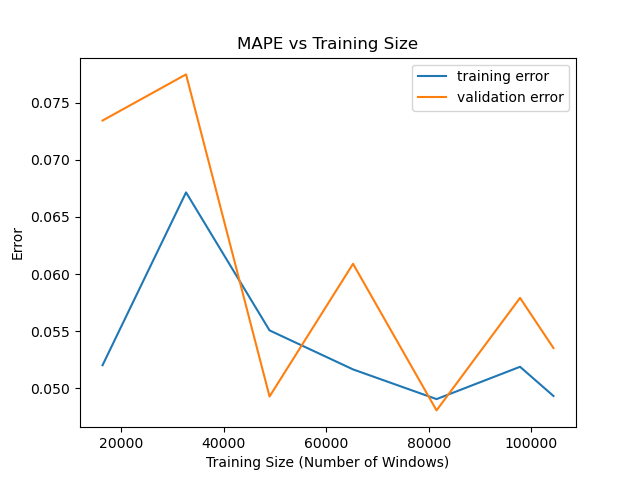 MAPE vs Training Size
training error
validation error
0.075
0.070
0.065
0.060
0.055
0.050
Error
20000 40000 60000 80000 100000
Training Size (Number of Windows)